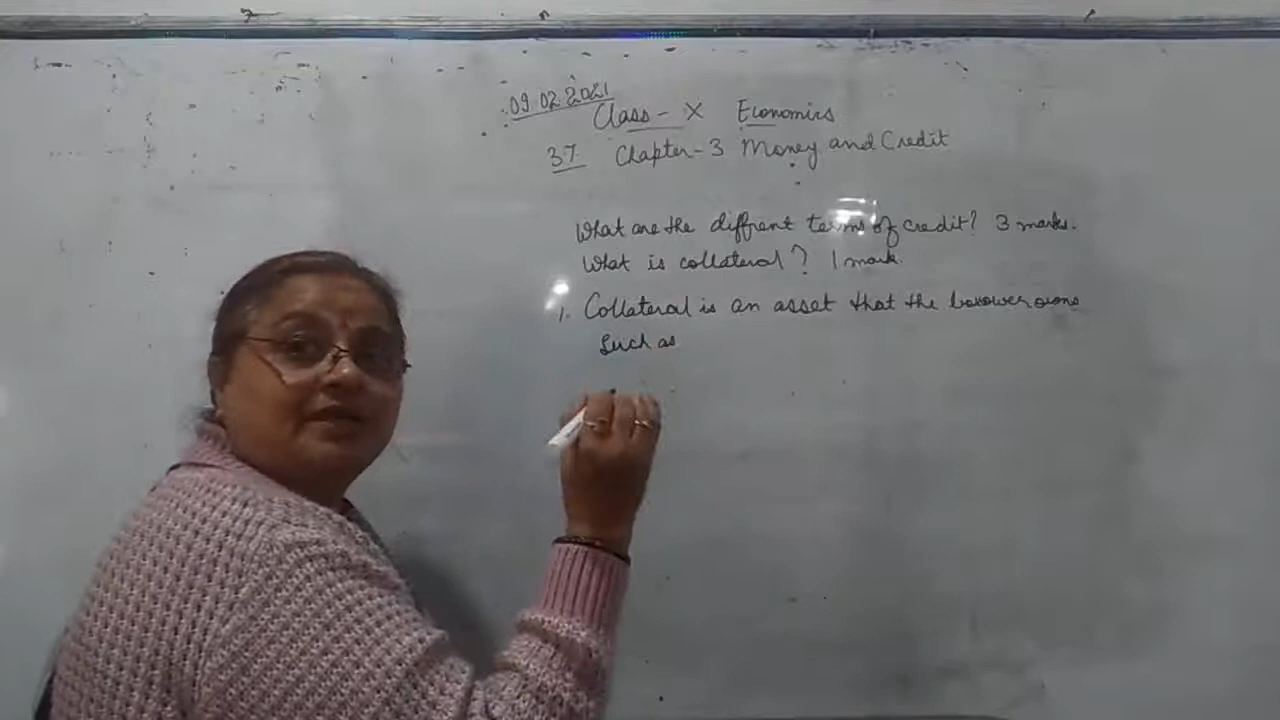 09.02.2021
Class - X Economics
37. Chapter-3 Money and Credit
What are the diffrent terms of credit? 3 marks.
What is collateral? 1 mark.
1. Collateral is an asset that the borrower owns
Such as